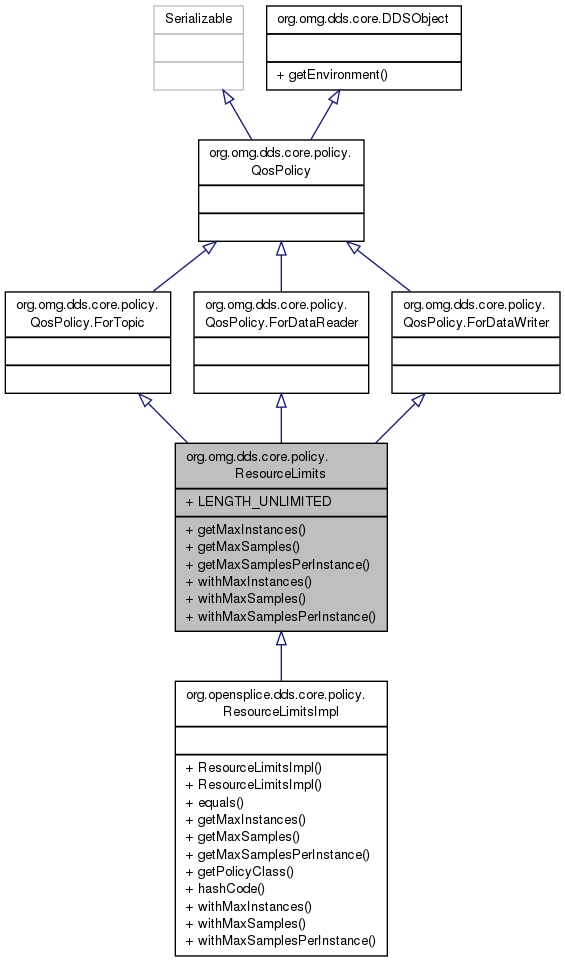 Serializable
org.omg.dds.core.DDSObject
+ getEnvironment()
org.omg.dds.core.policy.
QosPolicy
org.omg.dds.core.policy.
QosPolicy.ForTopic
org.omg.dds.core.policy.
QosPolicy.ForDataReader
org.omg.dds.core.policy.
QosPolicy.ForDataWriter
org.omg.dds.core.policy.
ResourceLimits
+ LENGTH_UNLIMITED
+ getMaxInstances()
+ getMaxSamples()
+ getMaxSamplesPerInstance()
+ withMaxInstances()
+ withMaxSamples()
+ withMaxSamplesPerInstance()
org.opensplice.dds.core.policy.
ResourceLimitsImpl
+ ResourceLimitsImpl()
+ ResourceLimitsImpl()
+ equals()
+ getMaxInstances()
+ getMaxSamples()
+ getMaxSamplesPerInstance()
+ getPolicyClass()
+ hashCode()
+ withMaxInstances()
+ withMaxSamples()
+ withMaxSamplesPerInstance()